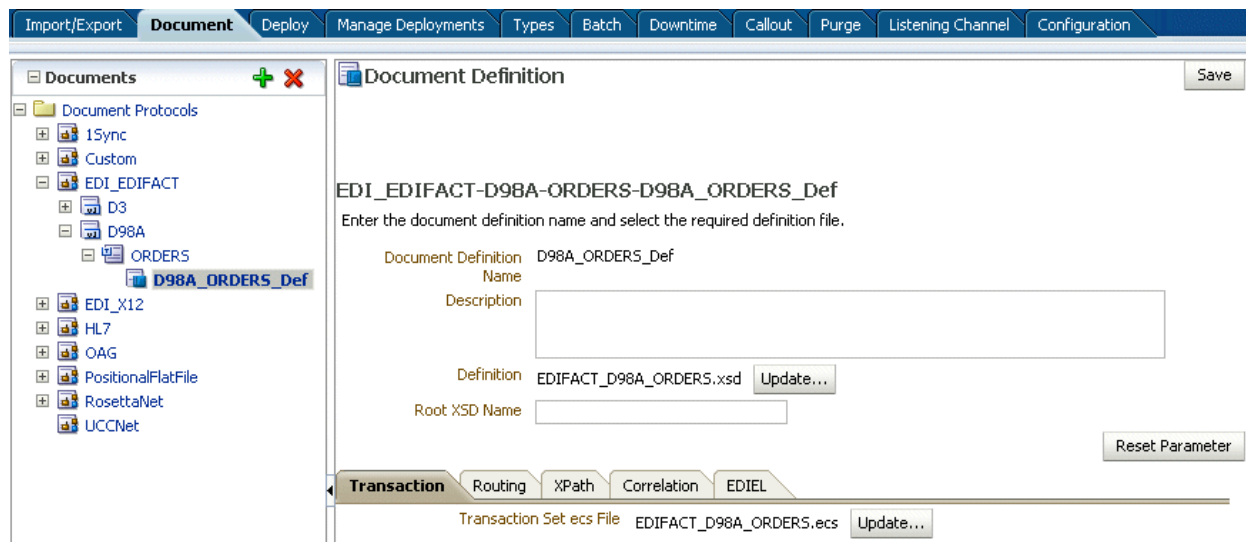 Import/Export Document Deploy Manage Deployments Types Batch Downtime Callout Purge Listening Channel Configuration
Documents
Document Protocols
1Sync
Custom
EDI_EDIFACT
D3
D98A
ORDERS
D98A_ORDERS_Def
EDI_X12
HL7
OAG
PositionalFlatFile
RosettaNet
UCCNet
Document Definition
Save
EDI_EDIFACT-D98A-ORDERS-D98A_ORDERS_Def
Enter the document definition name and select the required definition file.
Document Definition Name D98A_ORDERS_Def
Description
Definition EDIFACT_D98A_ORDERS.xsd Update...
Root XSD Name
Reset Parameter
Transaction Routing XPath Correlation EDIEL
Transaction Set ecs File EDIFACT_D98A_ORDERS.ecs Update...